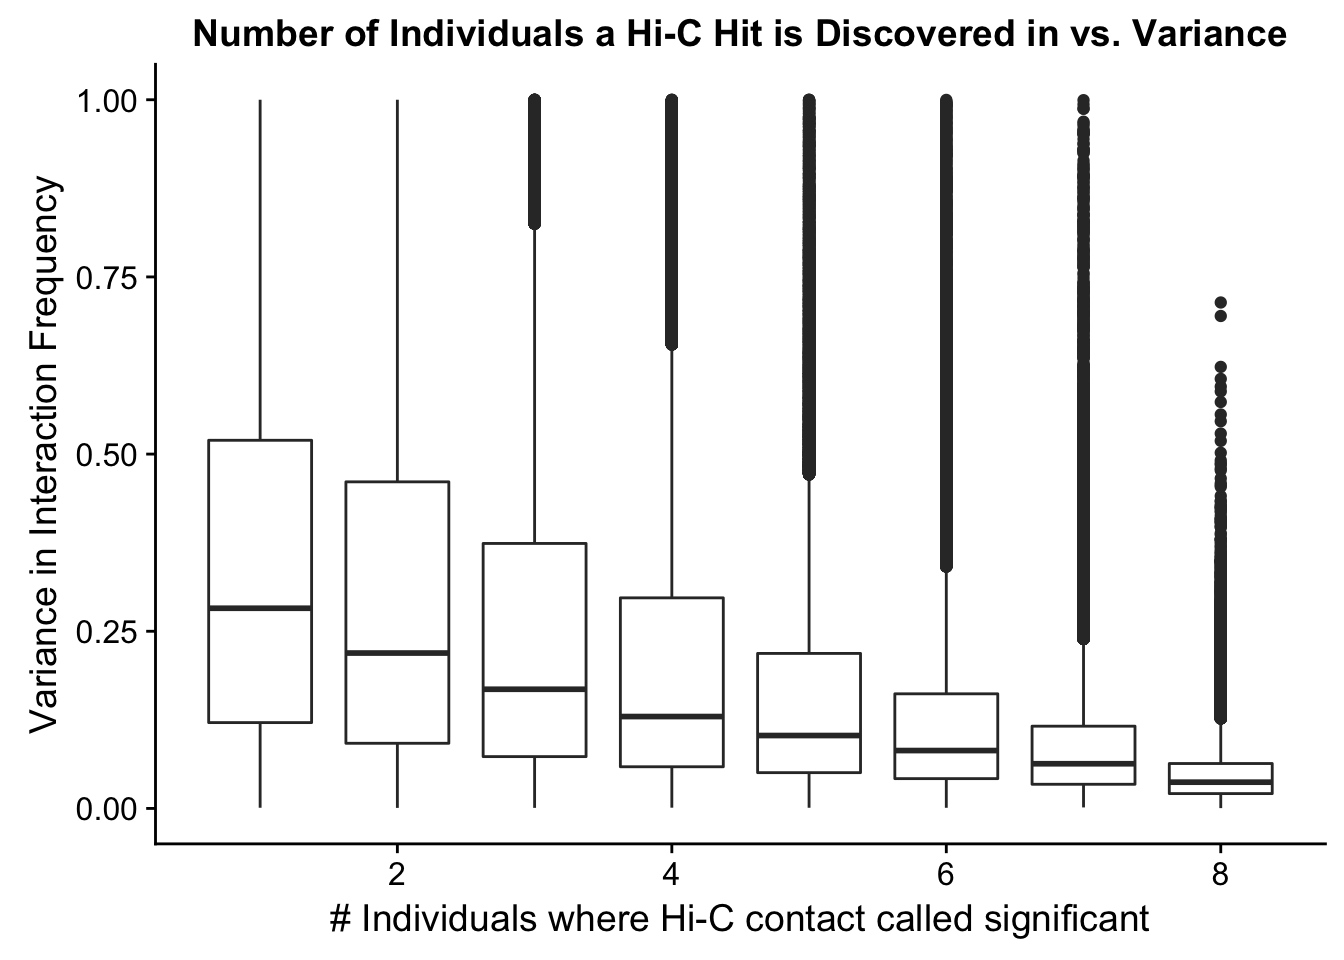 Number of Individuals a Hi-C Hit is Discovered in vs. Variance
Variance in Interaction Frequency
1.00
0.75
0.50
0.25
0.00
2 4 6 8
# Individuals where Hi-C contact called significant